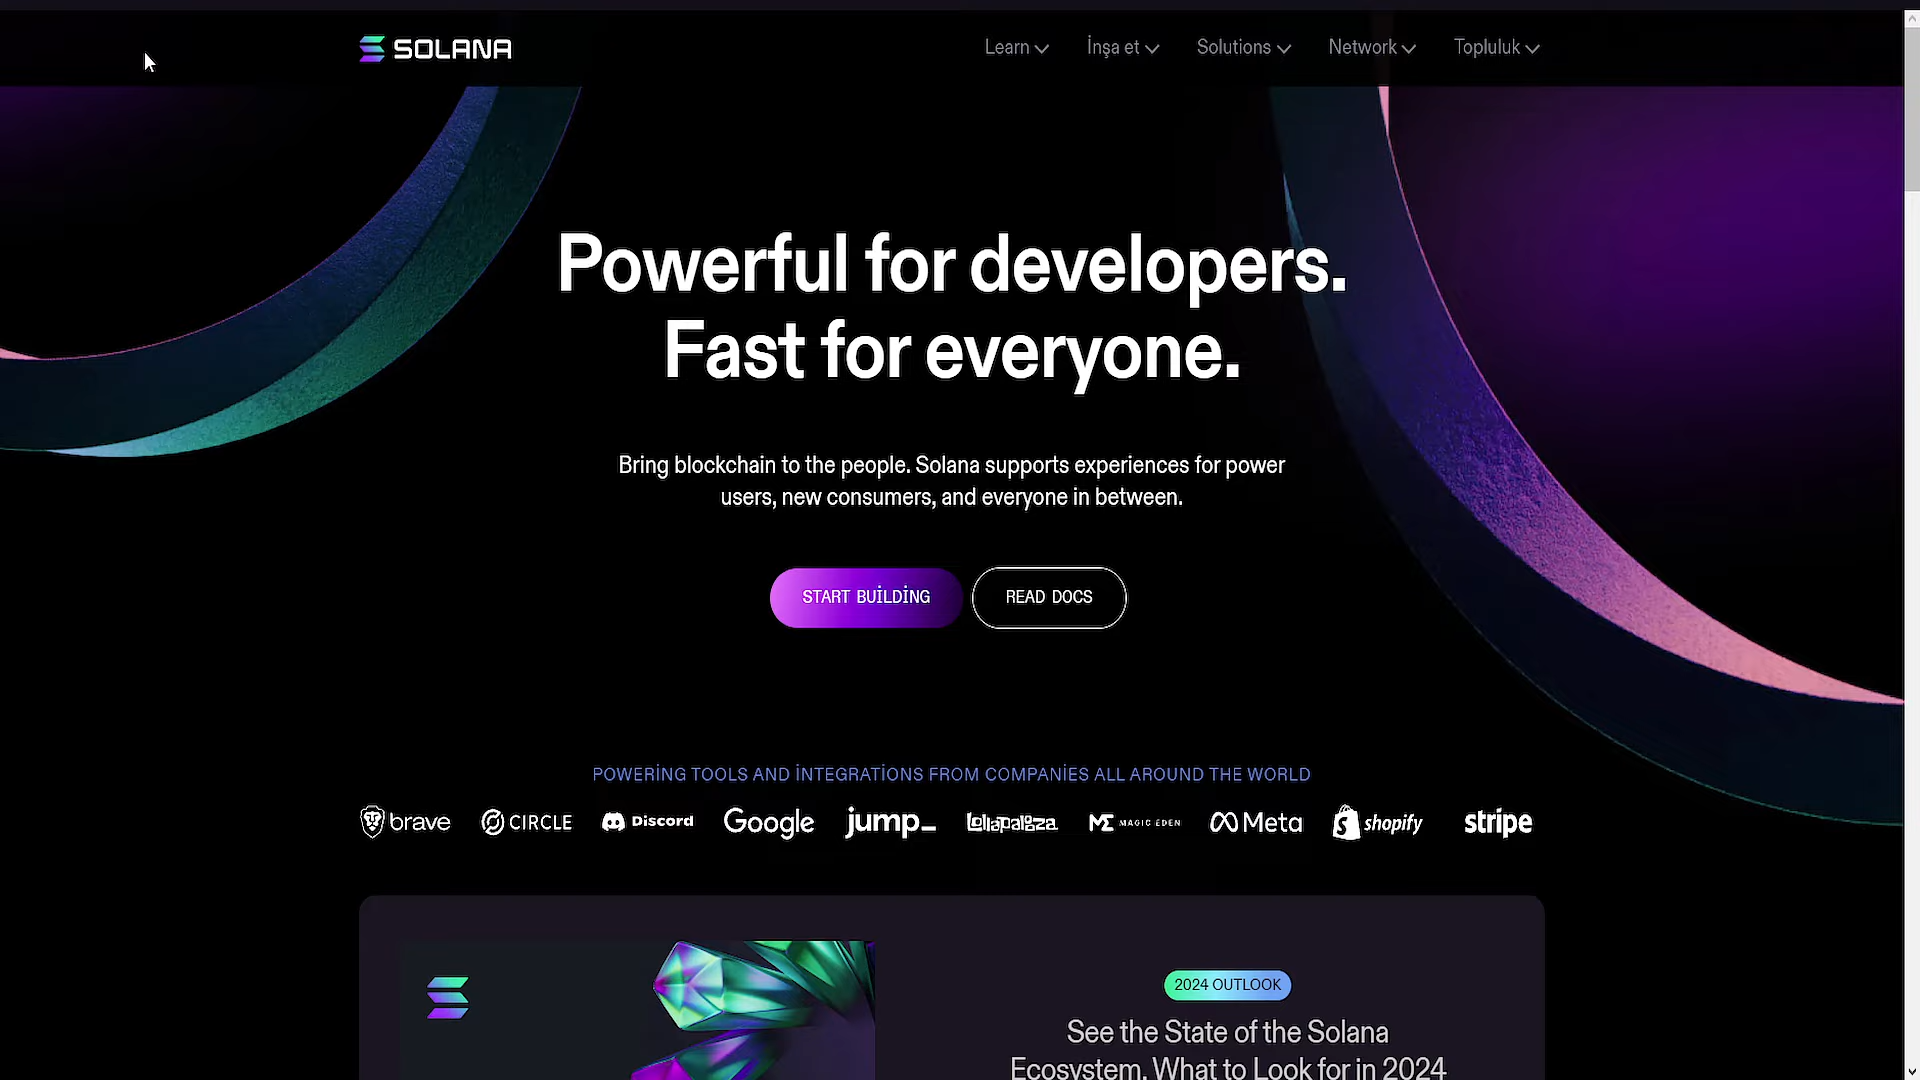 SOLANA
Learn
İnşa et
Solutions
Network
Topluluk
Powerful for developers.
Fast for everyone.
Bring blockchain to the people. Solana supports experiences for power
users, new consumers, and everyone in between.
START BUİLDİNG
READ DOCS
POWERİNG TOOLS AND İNTEGRATİONS FROM COMPANİES ALL AROUND THE WORLD
brave
CIRCLE
Discord
Google
jump_
Lollapalooza
MAGIC EDEN
Meta
shopify
stripe
2024 OUTLOOK
See the State of the Solana
Ecosystem. What to Look for in 2024